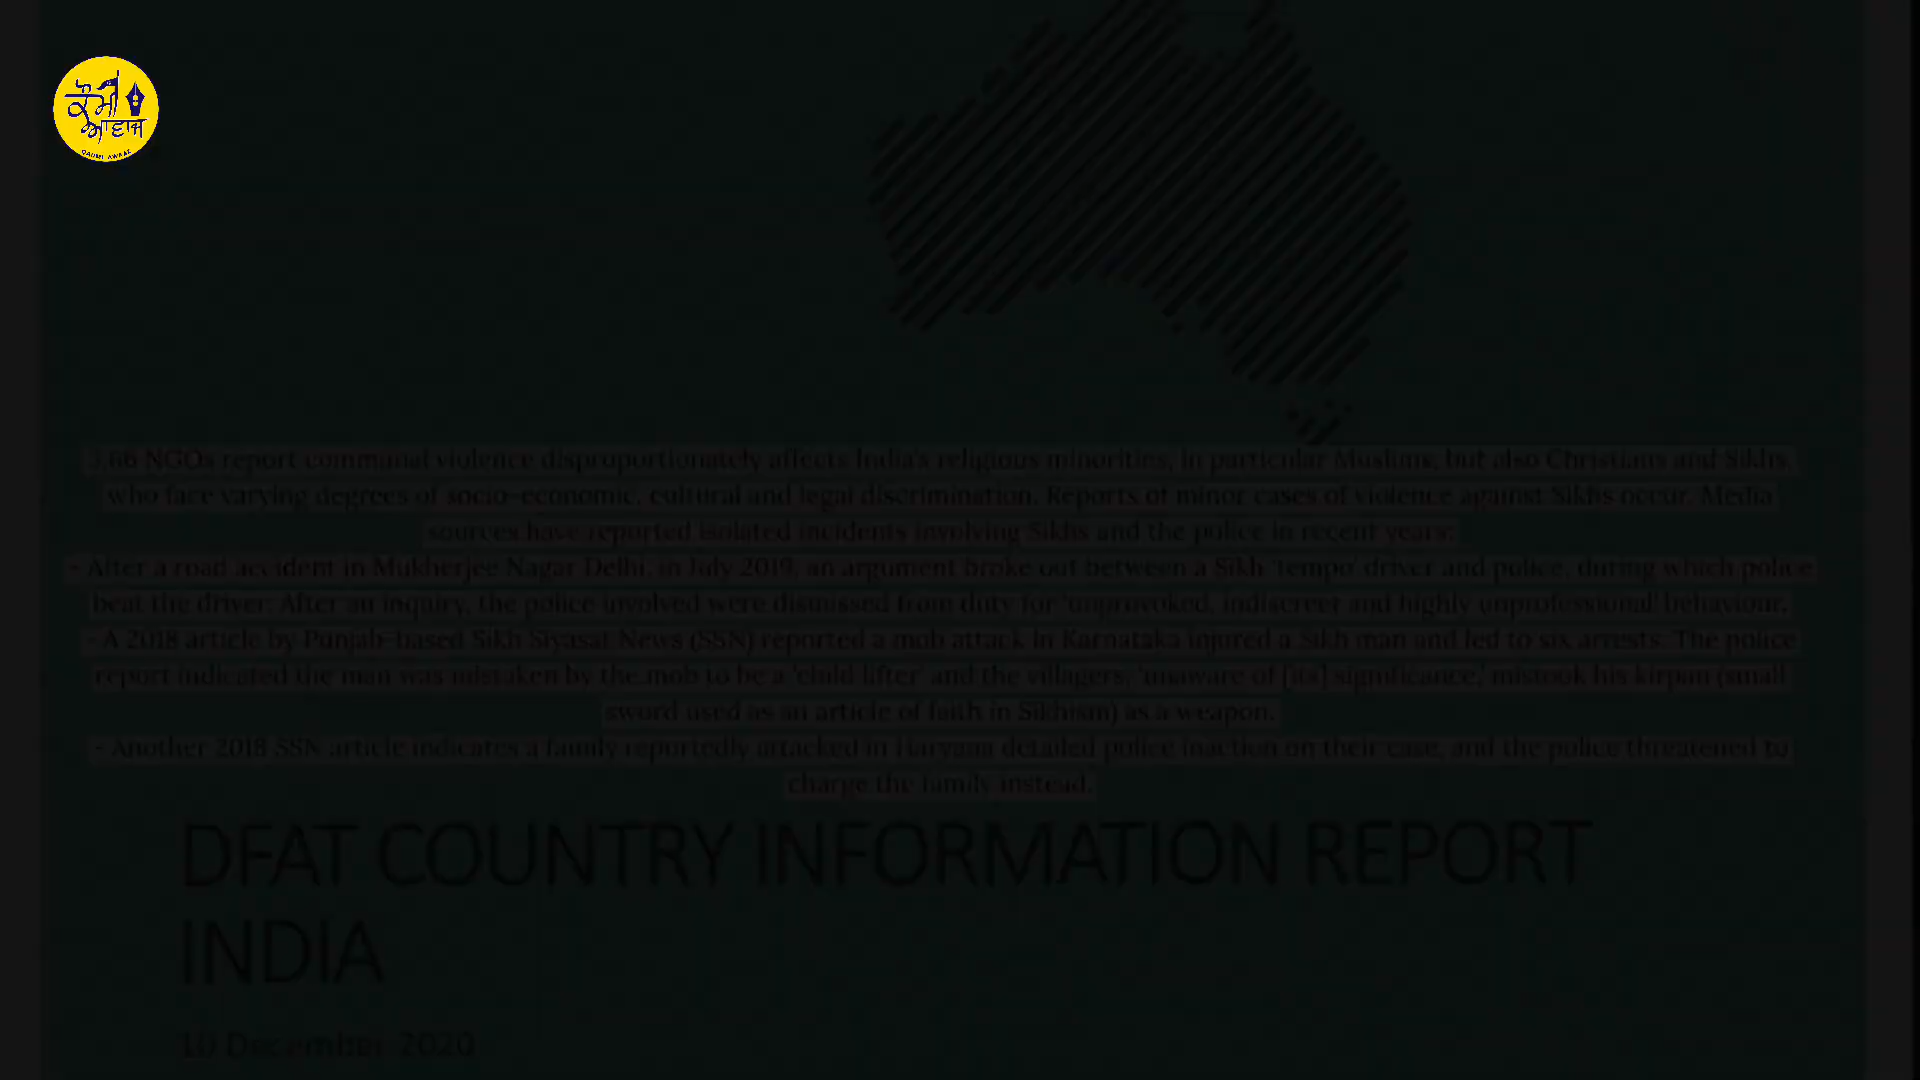 ਕੌਮੀ
ਆਵਾਜ਼
QAUMI AWAAZ
3.66 NGOs report communal violence disproportionately affects India's religious minorities, in particular Muslims, but also Christians and Sikhs,
who face varying degrees of socio-economic, cultural and legal discrimination. Reports of minor cases of violence against Sikhs occur. Media
sources have reported isolated incidents involving Sikhs and the police in recent years:
- After a road accident in Mukherjee Nagar Delhi, in July 2019, an argument broke out between a Sikh 'tempo' driver and police, during which police
beat the driver. After an inquiry, the police involved were dismissed from duty for 'unprovoked, indiscreet and highly unprofessional' behaviour.
- A 2018 article by Punjab-based Sikh Siyasat News (SSN) reported a mob attack in Karnataka injured a Sikh man and led to six arrests. The police
report indicated the man was mistaken by the mob to be a 'child lifter' and the villagers, 'unaware of [its] significance,' mistook his kirpan (small
sword used as an article of faith in Sikhism) as a weapon.
- Another 2018 SSN article indicates a family reportedly attacked in Haryana detailed police inaction on their case, and the police threatened to
charge the family instead.
DFAT COUNTRY INFORMATION REPORT
INDIA
10 December 2020